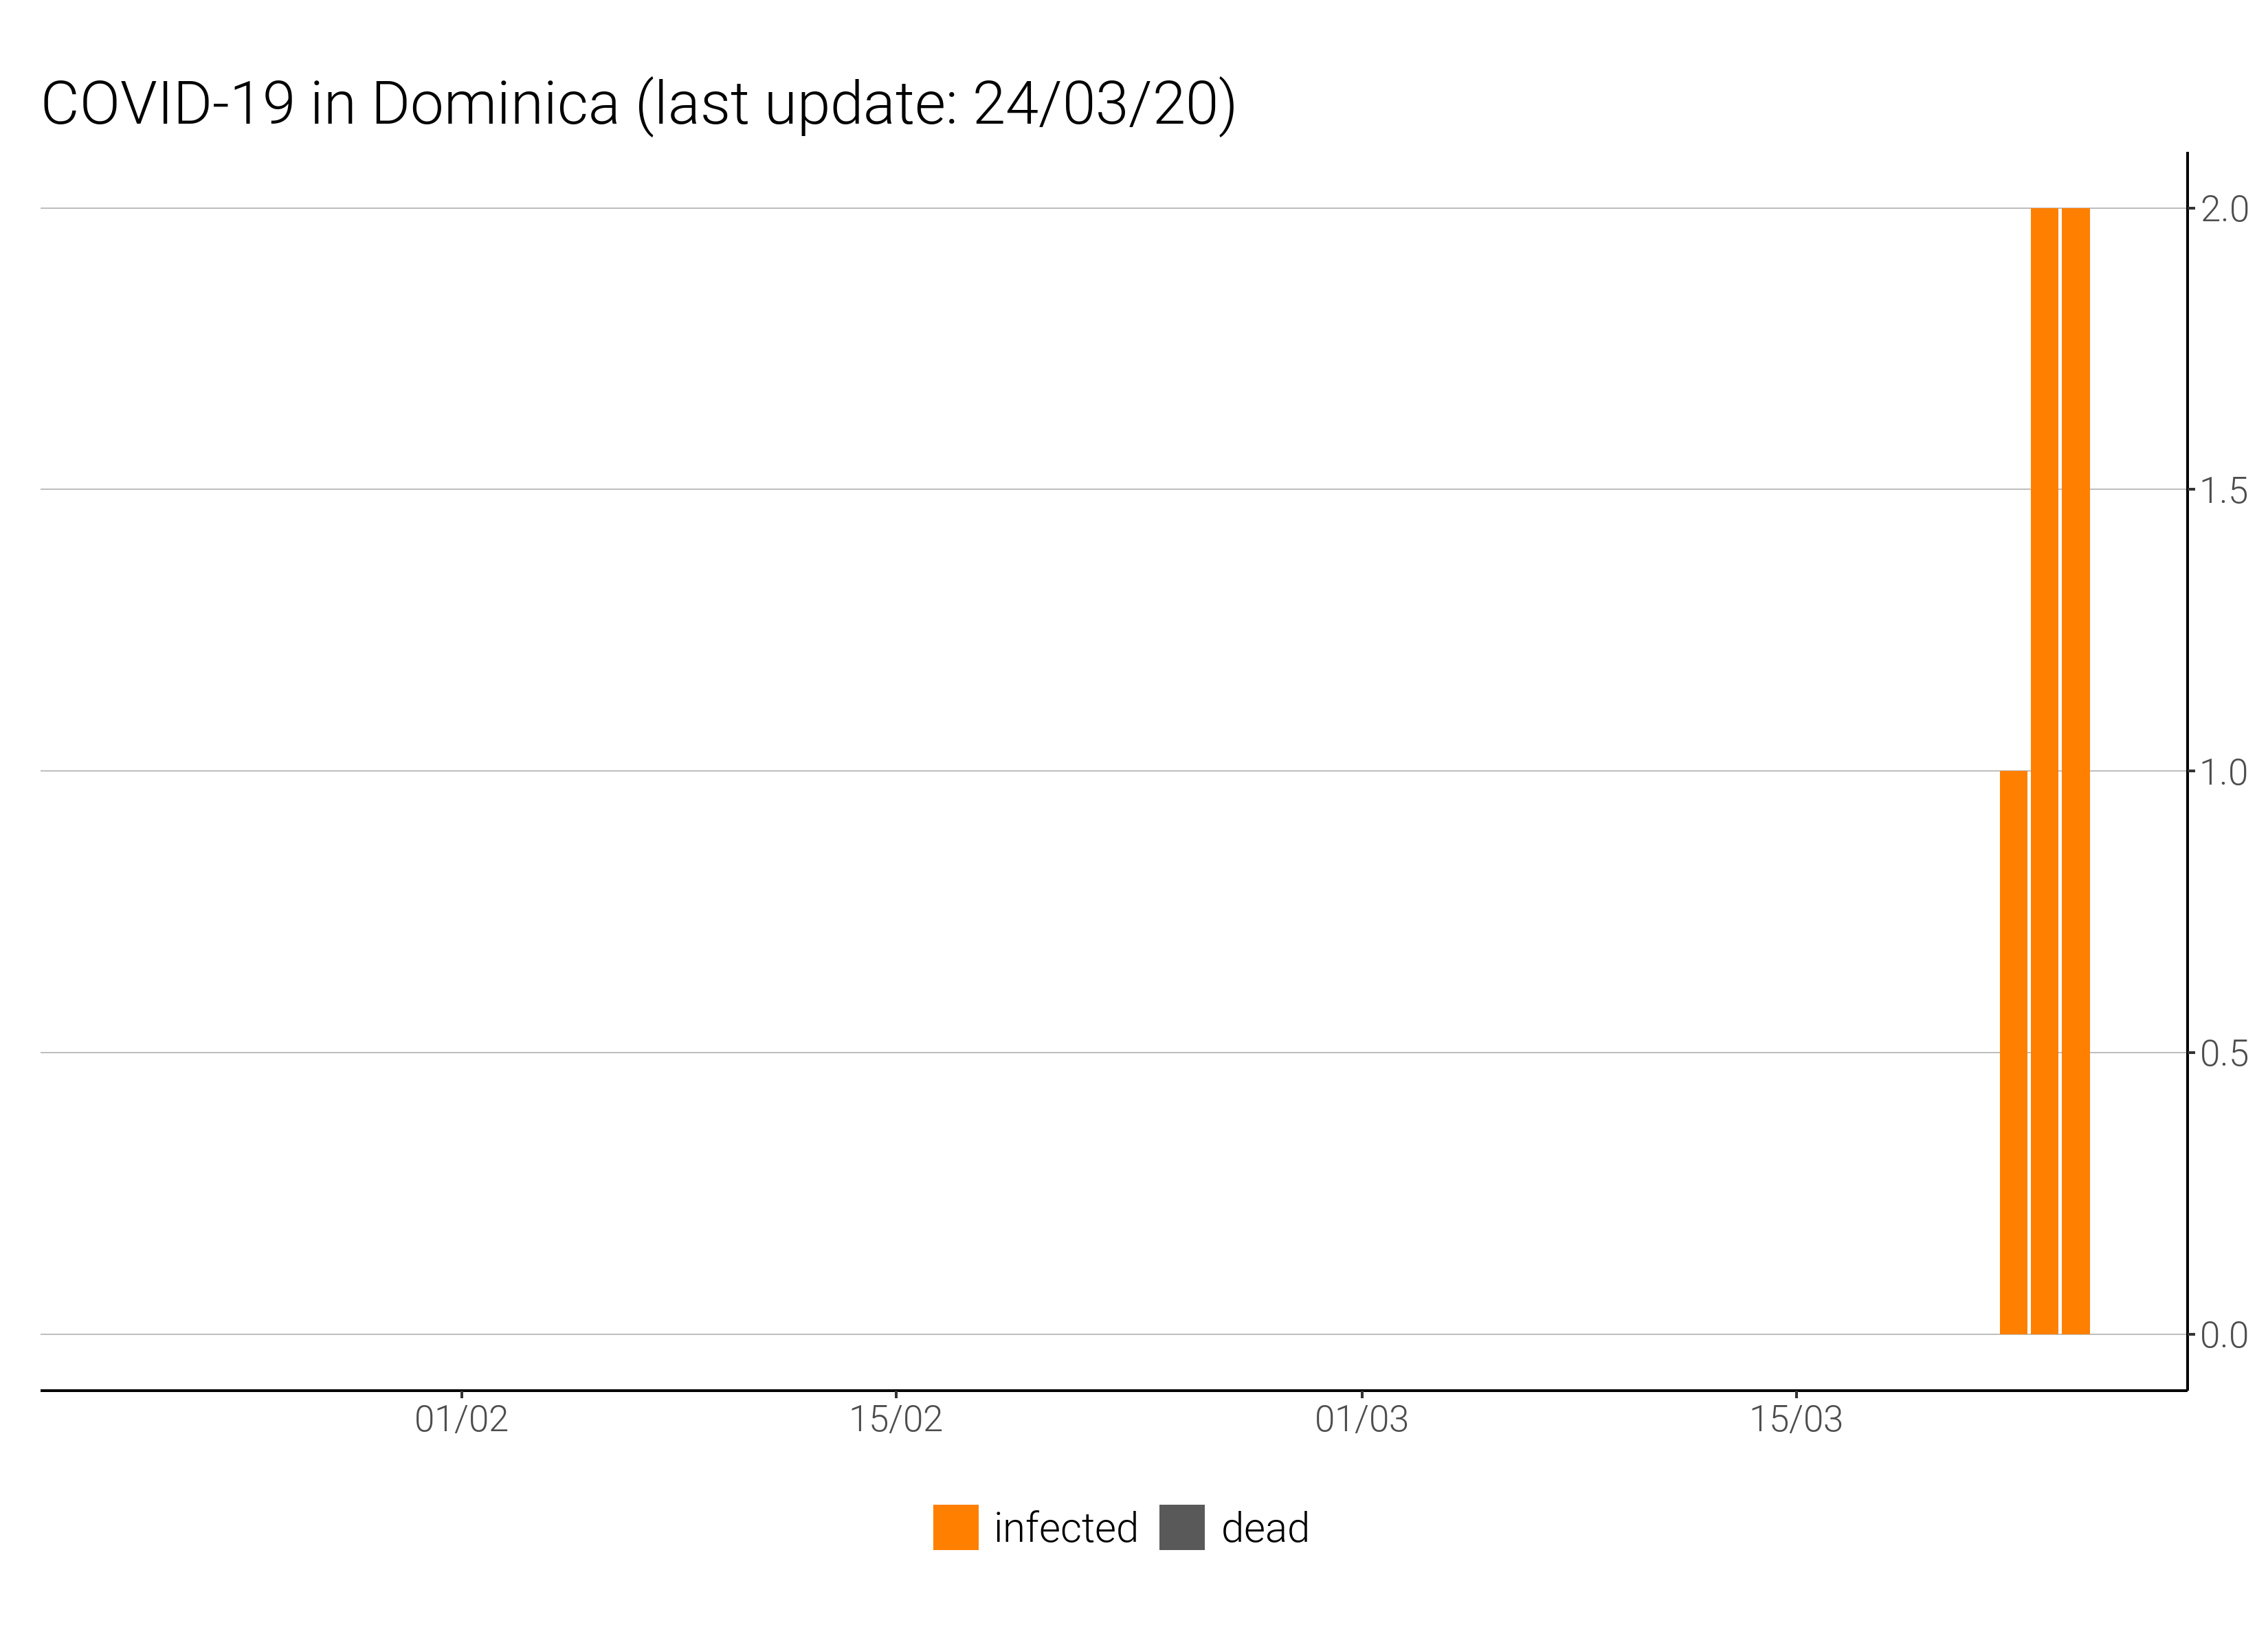 COVID-19 in Dominica (last update: 24/03/20)
2.0
1.5
1.0
0.5
0.0
01/02 15/02 01/03 15/03
infected dead